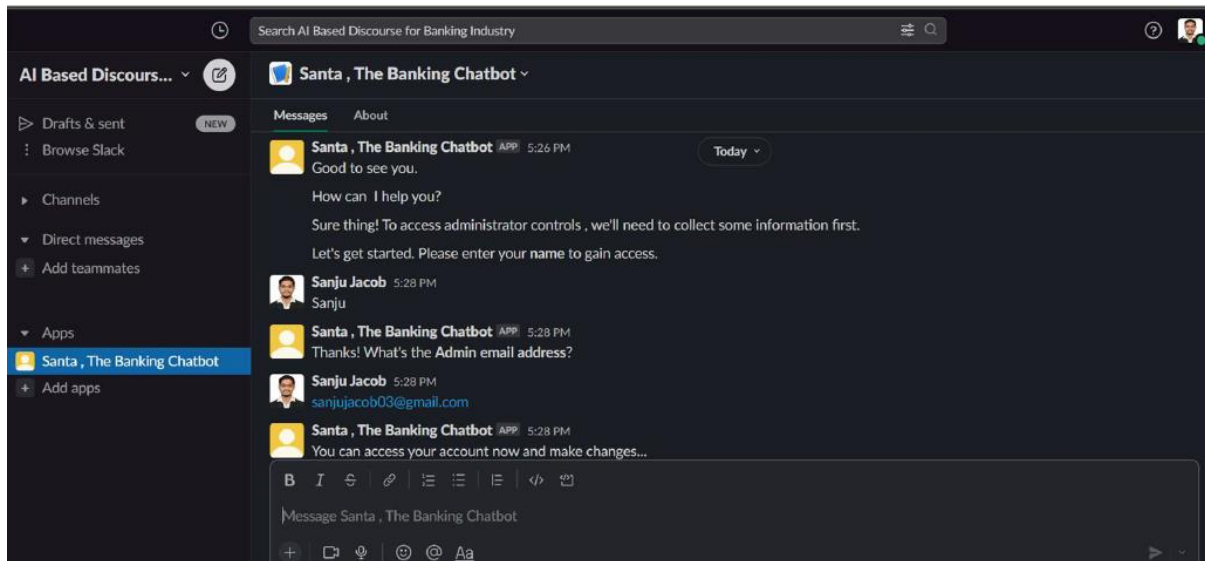 Search AI Based Discourse for Banking Industry
AI Based Discours...
Santa , The Banking Chatbot
Drafts & sent
NEW
Browse Slack
Channels
Direct messages
Add teammates
Apps
Santa , The Banking Chatbot
Add apps
Messages About
Today
Santa , The Banking Chatbot APP 5:26 PM
Good to see you.
How can I help you?
Sure thing! To access administrator controls , we'll need to collect some information first.
Let's get started. Please enter your name to gain access.
Sanju Jacob 5:28 PM
Sanju
Santa , The Banking Chatbot APP 5:28 PM
Thanks! What's the Admin email address?
Sanju Jacob 5:28 PM
sanjujacob03@gmail.com
Santa , The Banking Chatbot APP 5:28 PM
You can access your account now and make changes...
B I S
Message Santa , The Banking Chatbot
@ Aa